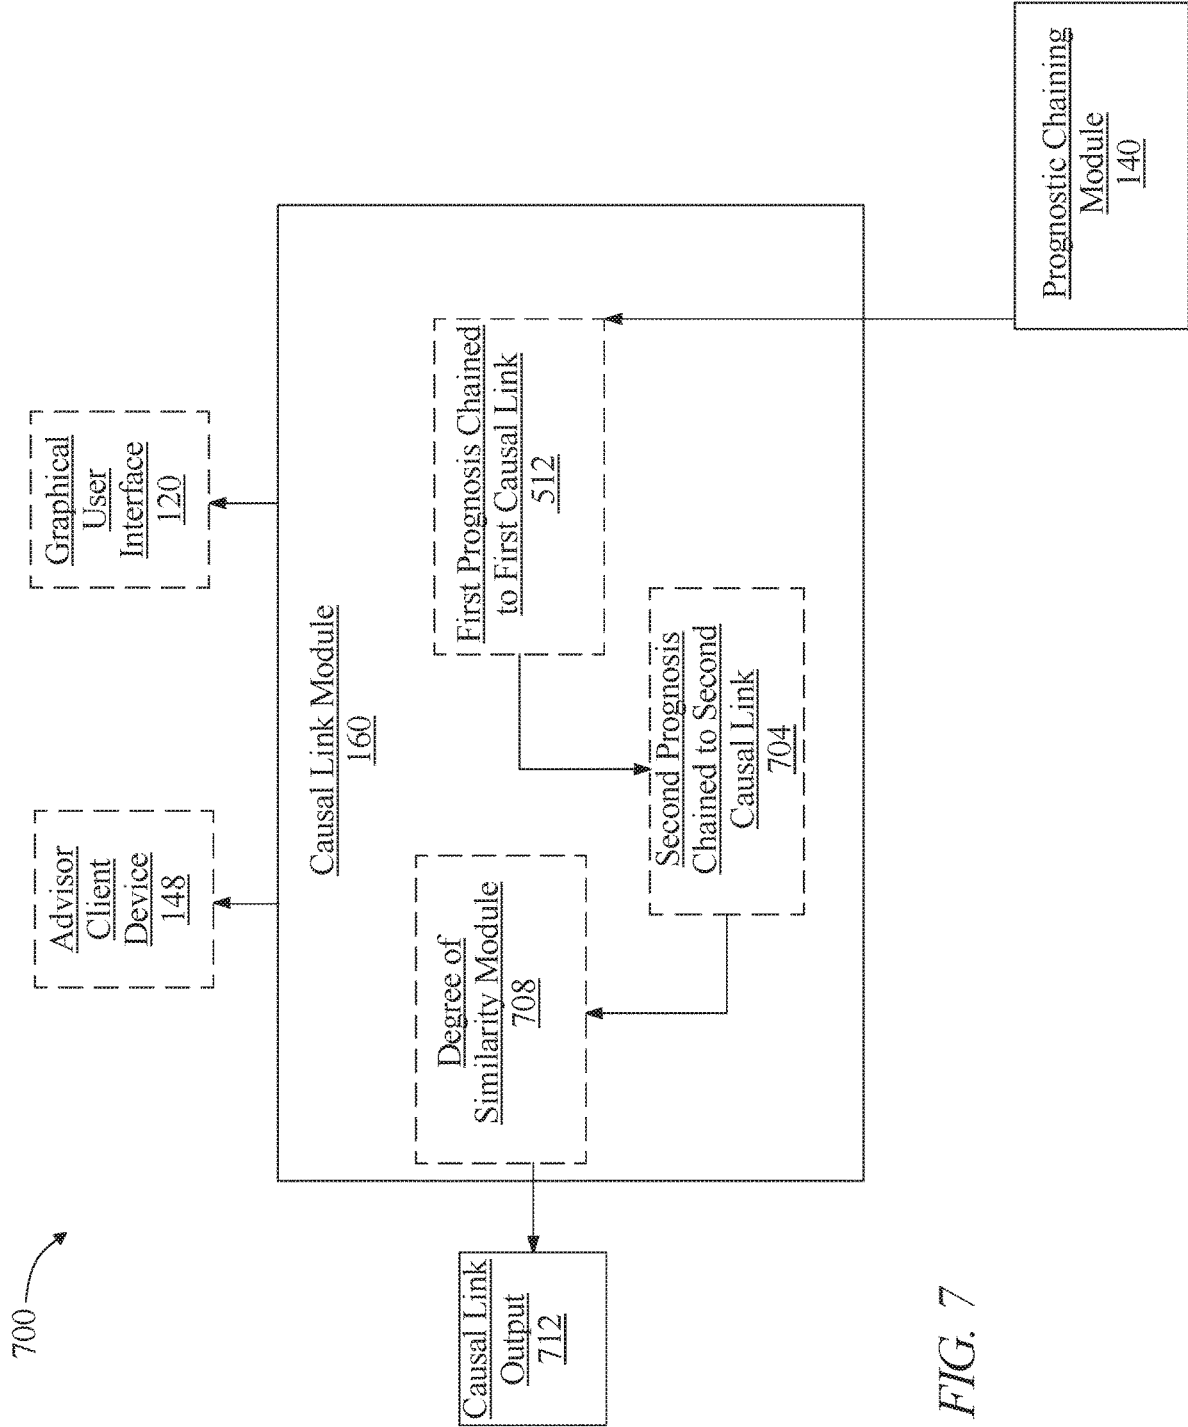 700
Advisor
Client
Device
148
Graphical
User
Interface
120
Causal Link Module
160
Degree of
Similarity Module
708
First Prognosis Chained
to First Causal Link
512
Second Prognosis
Chained to Second
Causal Link
704
Causal Link
Output
712
Prognostic Chaining
Module
140
FIG. 7